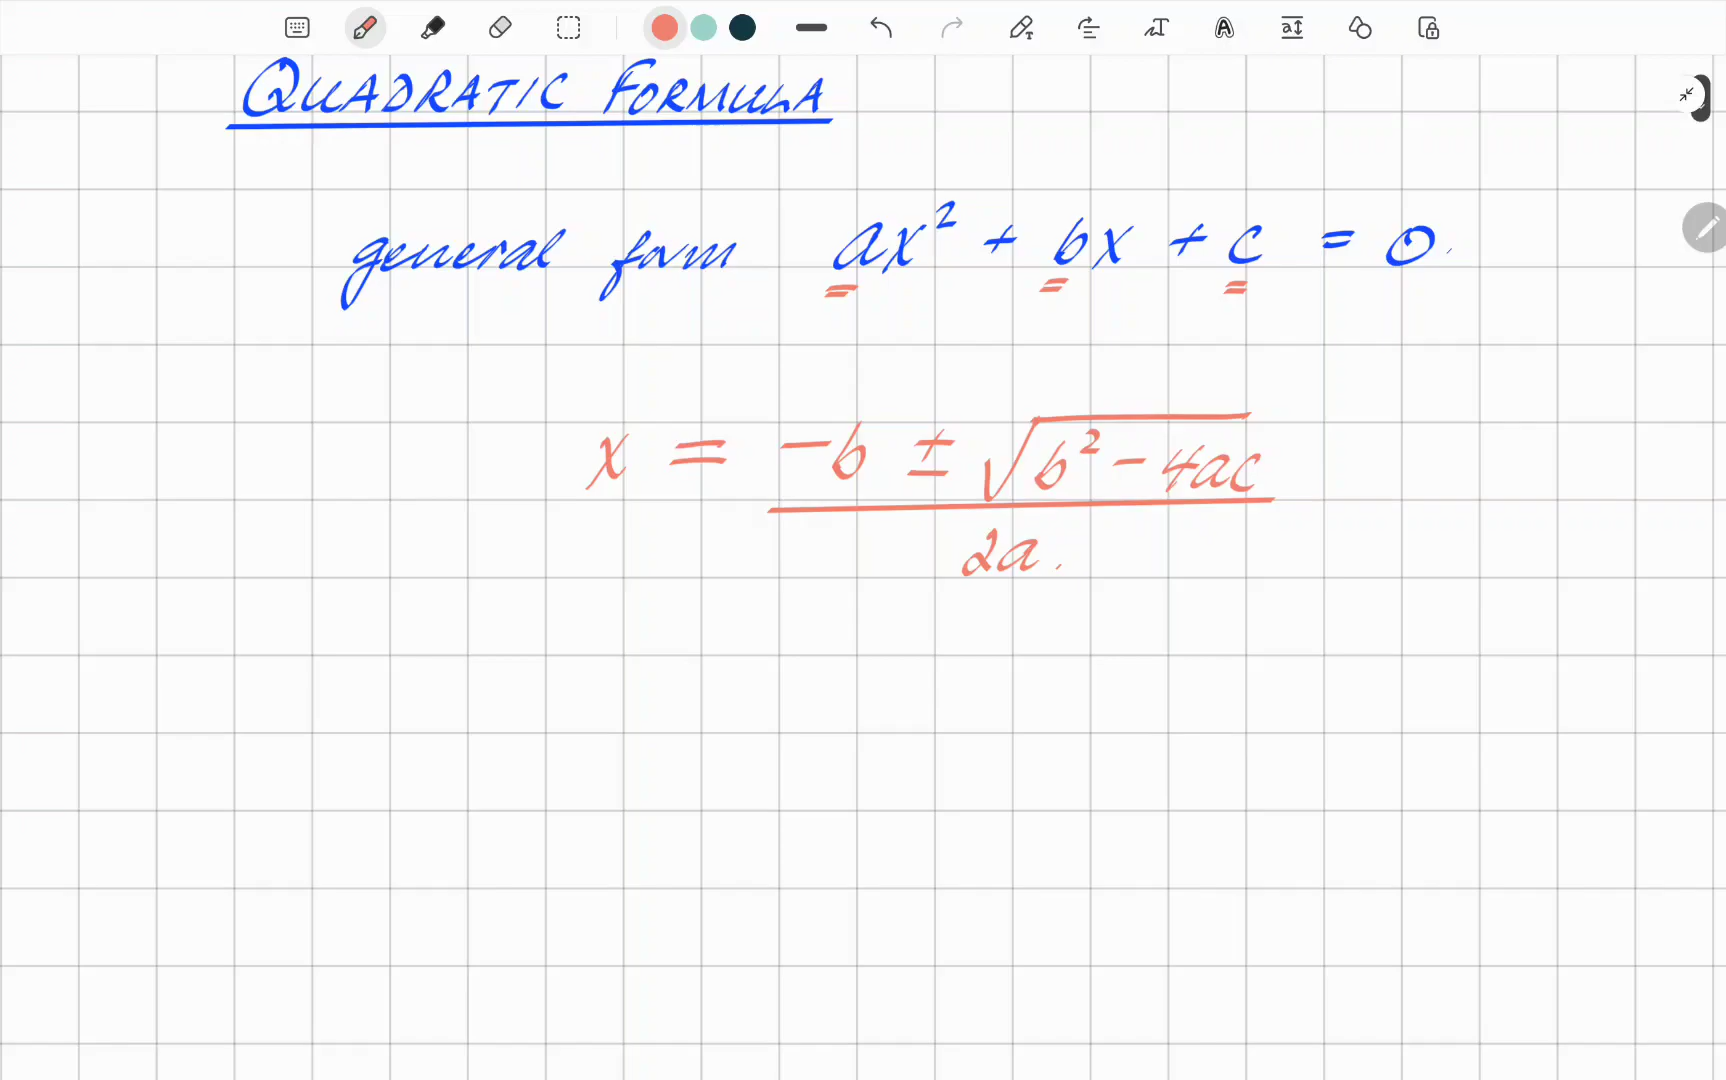 QUADRATIC FORMULA
general form ax² + bx + c = 0.
x = -b ± √b² - 4ac
2a.